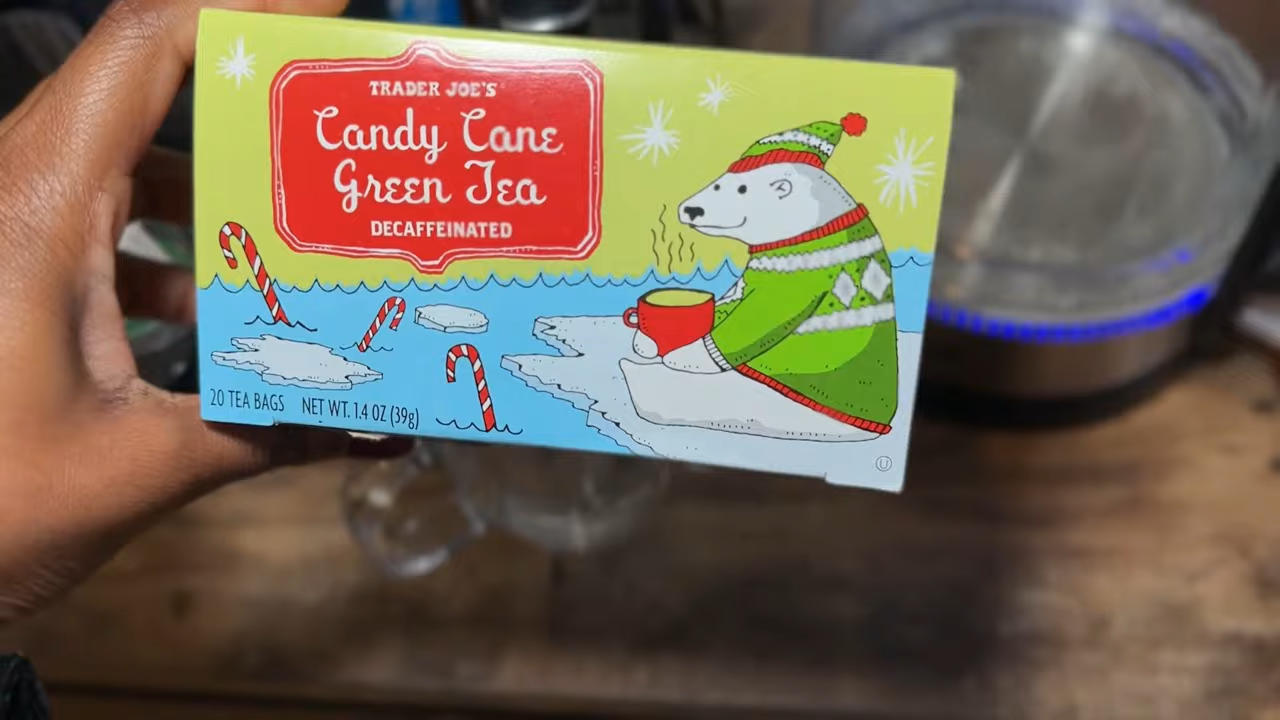 TRADER JOE'S
Candy Cane
Green Tea
DECAFFEINATED
20 TEA BAGS NET WT. 1.4 OZ (39g)
U